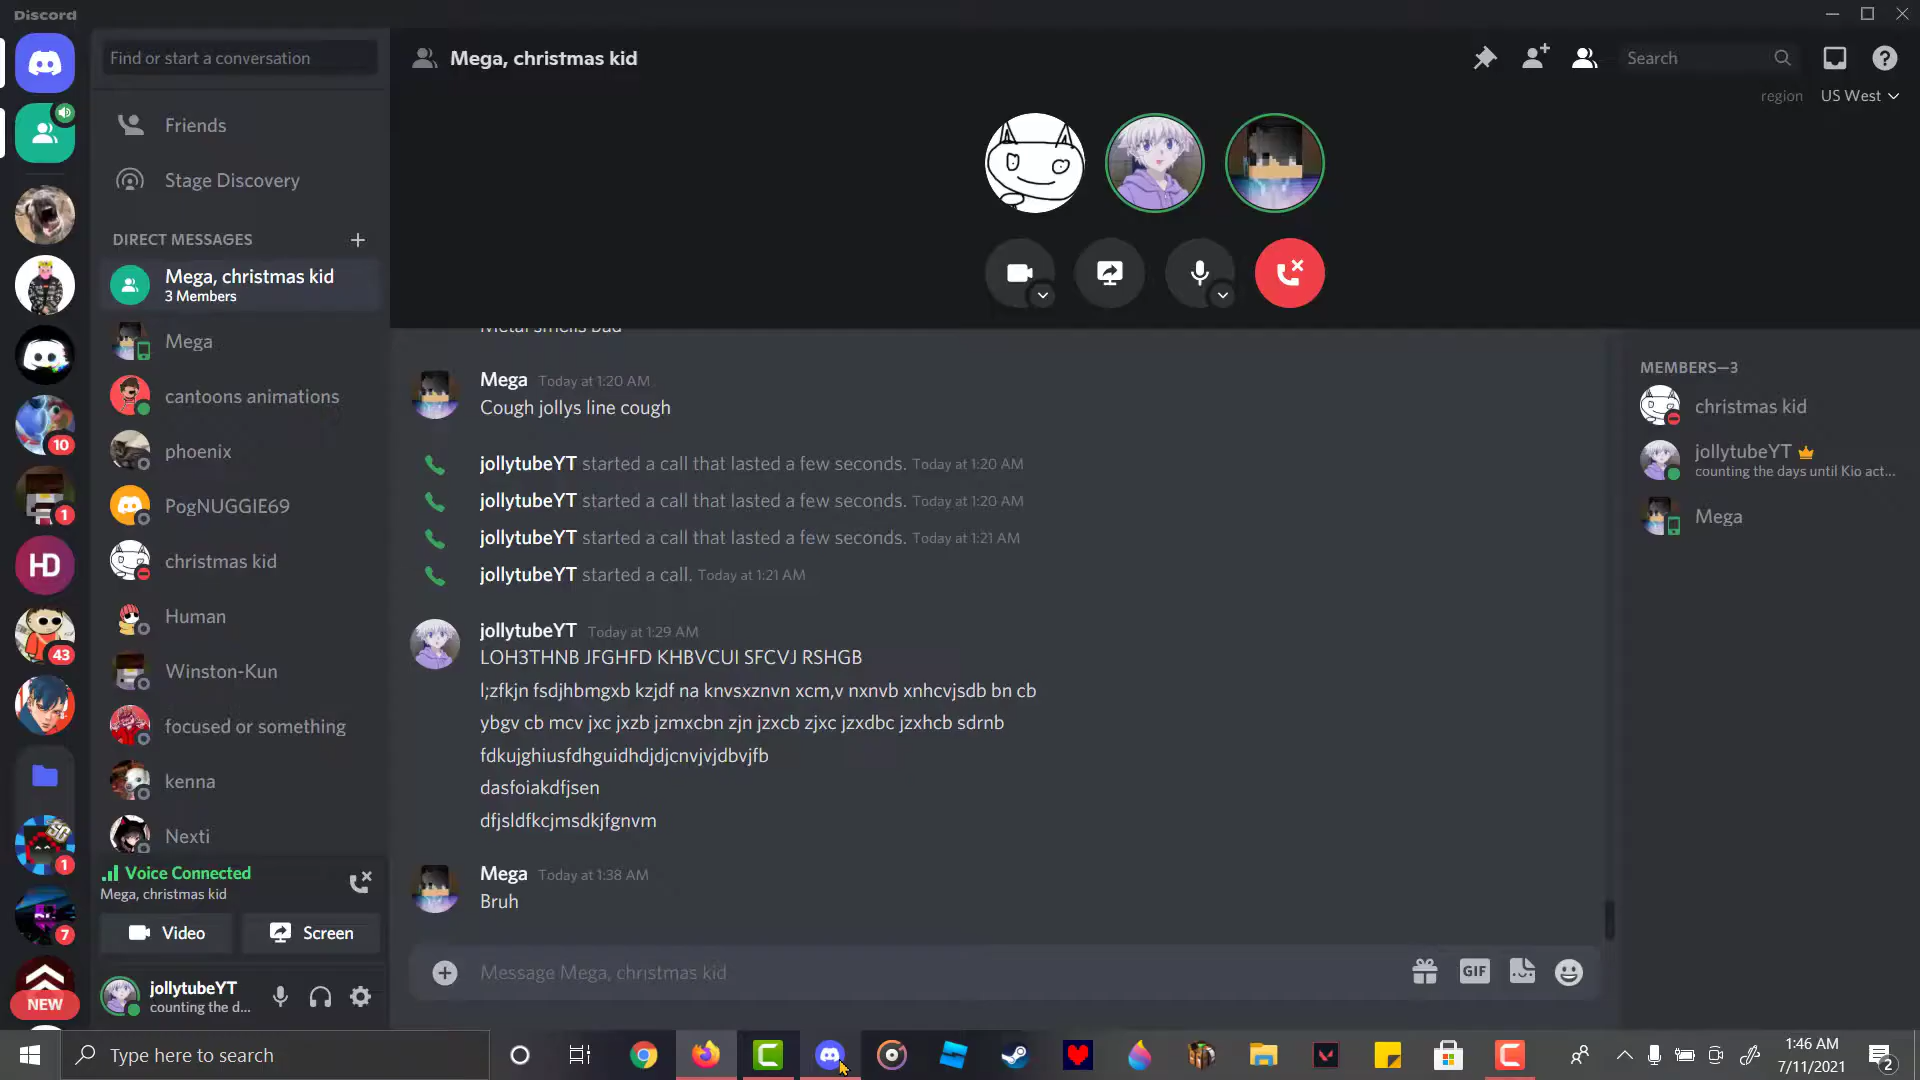 Discord
Find or start a conversation
Mega, christmas kid
Search
region
US West
Friends
Stage Discovery
DIRECT MESSAGES
Mega, christmas kid
3 Members
Mega
cantoons animations
phoenix
PogNUGGIE69
christmas kid
Human
Winston-Kun
focused or something
kenna
Nexti
10
1
HD
43
1
7
NEW
Voice Connected
Mega, christmas kid
Video
Screen
jollytubeYT
counting the d...
Metal smells bad
Mega Today at 1:20 AM
Cough jollys line cough
jollytubeYT started a call that lasted a few seconds. Today at 1:20 AM
jollytubeYT started a call that lasted a few seconds. Today at 1:20 AM
jollytubeYT started a call that lasted a few seconds. Today at 1:21 AM
jollytubeYT started a call. Today at 1:21 AM
jollytubeYT Today at 1:29 AM
LOH3THNB JFGHFD KHBVCUI SFCVJ RSHGB
l;zfkjn fsdjhbmgxb kzjdf na knvsxznvn xcm,v nxnvb xnhcvjsdb bn cb
ybgv cb mcv jxc jxzb jzmxcbn zjn jzxcb zjxc jzxdbc jzxhcb sdrnb
fdkujghiusfdhguidhdjdjcnvjvjdbvjfb
dasfoiakdfjsen
dfjsldfkcjmsdkjfgnvm
Mega Today at 1:38 AM
Bruh
Message Mega, christmas kid
GIF
MEMBERS—3
christmas kid
jollytubeYT
counting the days until Kio act...
Mega
Type here to search
1:46 AM
7/11/2021
2